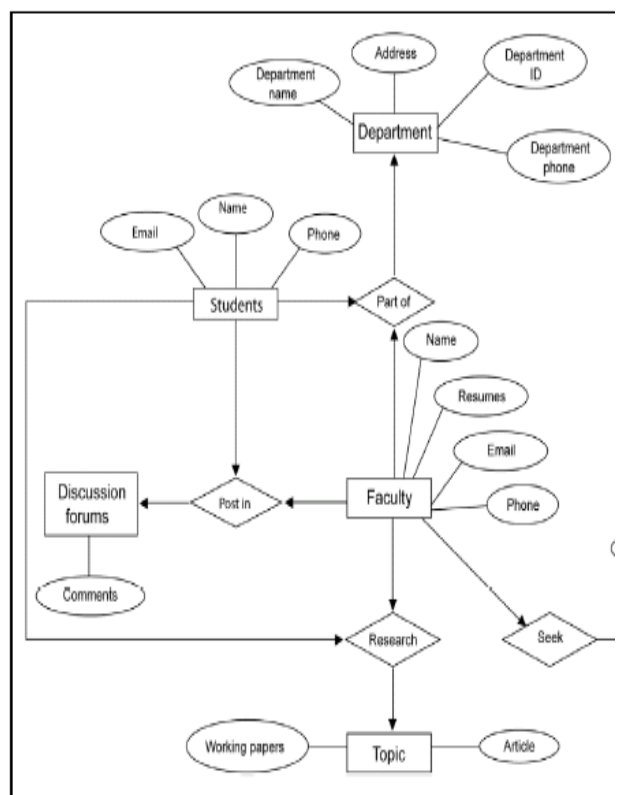 Address
Department
name
Department
ID
Department
Department
phone
Name
Email
Phone
Students
Part of
Name
Resumes
Email
Phone
Discussion
forums
Post in
Faculty
Comments
Research
Seek
Working papers
Topic
Article